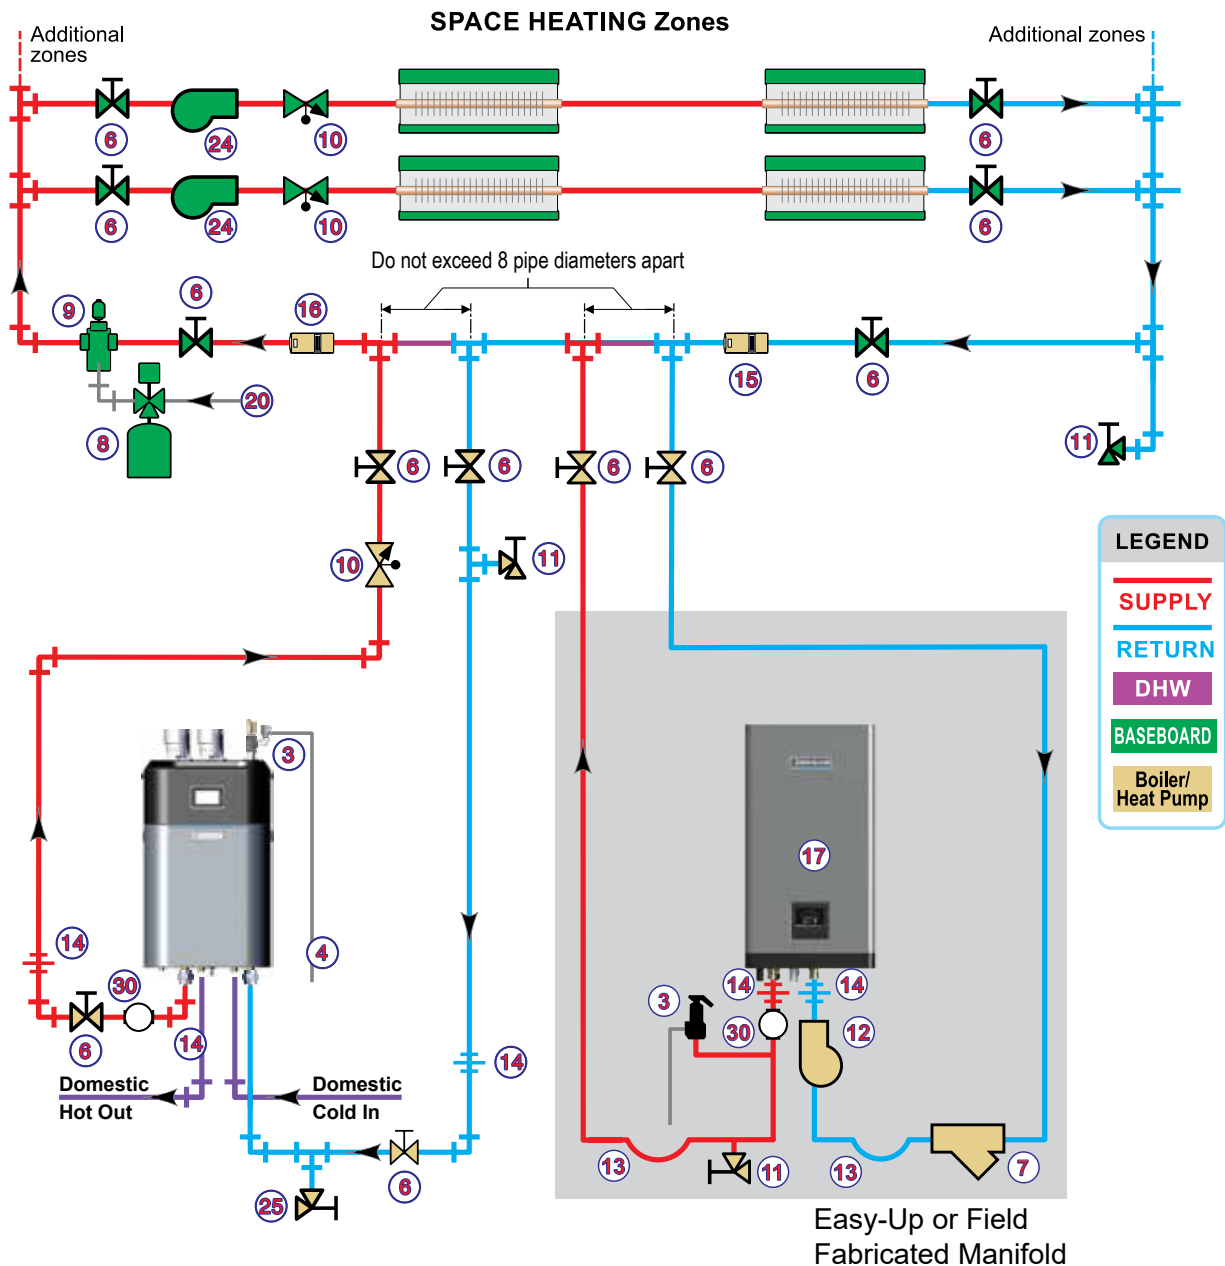 SPACE HEATING Zones
Additional
zones
Additional zones
6
24
10
6
6
24
10
6
Do not exceed 8 pipe diameters apart
9
6
16
15
6
20
8
11
6
6
6
6
10
11
LEGEND
SUPPLY
RETURN
DHW
BASEBOARD
Boiler/
Heat Pump
3
17
14
4
30
14
14
3
30
12
6
14
14
Domestic
Hot Out
Domestic
Cold In
13
11
13
7
6
25
Easy-Up or Field
Fabricated Manifold